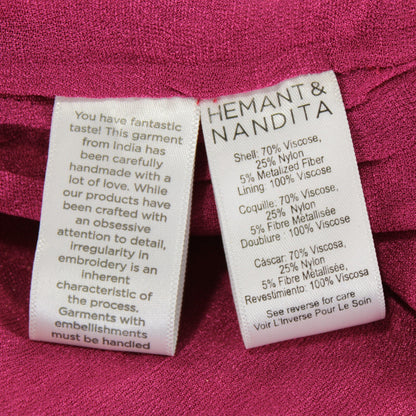 You have fantastic
taste! This garment
from India has been
carefully
handmade with a
lot of love. While
our products have
been crafted with
an obsessive
attention to detail,
irregularity in
embroidery is an
inherent
characteristic of
the process.
Garments with
embellishments
must be handled
HEMANT &
NANDITA
Shell: 70% Viscose,
25% Nylon
5% Metalized Fiber
Lining: 100% Viscose
Coquille: 70% Viscose,
25% Nylon
5% Fibre Metallisée
Doublure : 100% Viscose
Cáscar: 70% Viscosa,
25% Nylon
5% Fibre Metallisée,
Revestimiento: 100% Viscosa
See reverse for care
Voir L'Inverse Pour Le Soin